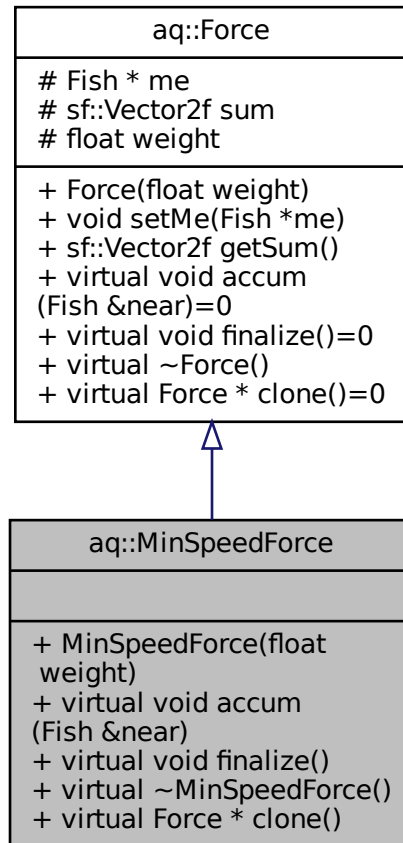 aq::Force
# Fish * me
# sf::Vector2f sum
# float weight
+ Force(float weight)
+ void setMe(Fish *me)
+ sf::Vector2f getSum()
+ virtual void accum
(Fish &near)=0
+ virtual void finalize()=0
+ virtual ~Force()
+ virtual Force * clone()=0
aq::MinSpeedForce
+ MinSpeedForce(float
weight)
+ virtual void accum
(Fish &near)
+ virtual void finalize()
+ virtual ~MinSpeedForce()
+ virtual Force * clone()